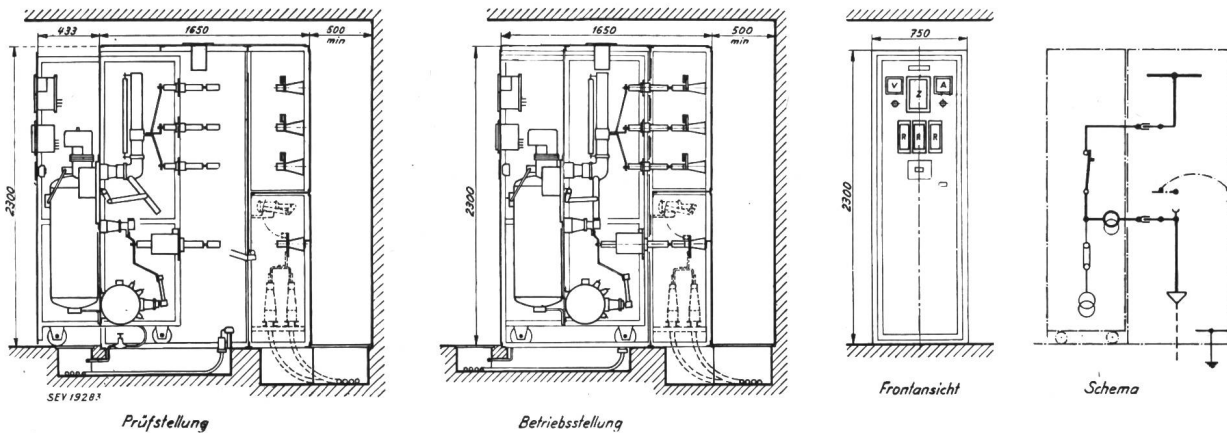 433
1650
500
min
2300
SEV 19283
Prüfstellung
1650
500
min
2300
Betriebsstellung
750
2300
V
Z
A
R
R
R
Frontansicht
Schema